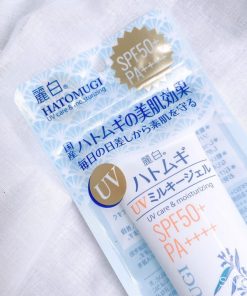 麗白®
HATOMUGI
UV care & moisturizing
SPF50+
PA++++
国産ハトムギの美肌効果
毎日の日差しから素肌を守る
UV
麗白®
ハトムギ
UVミルキージェル
UV care & moisturizing
SPF50+
PA++++